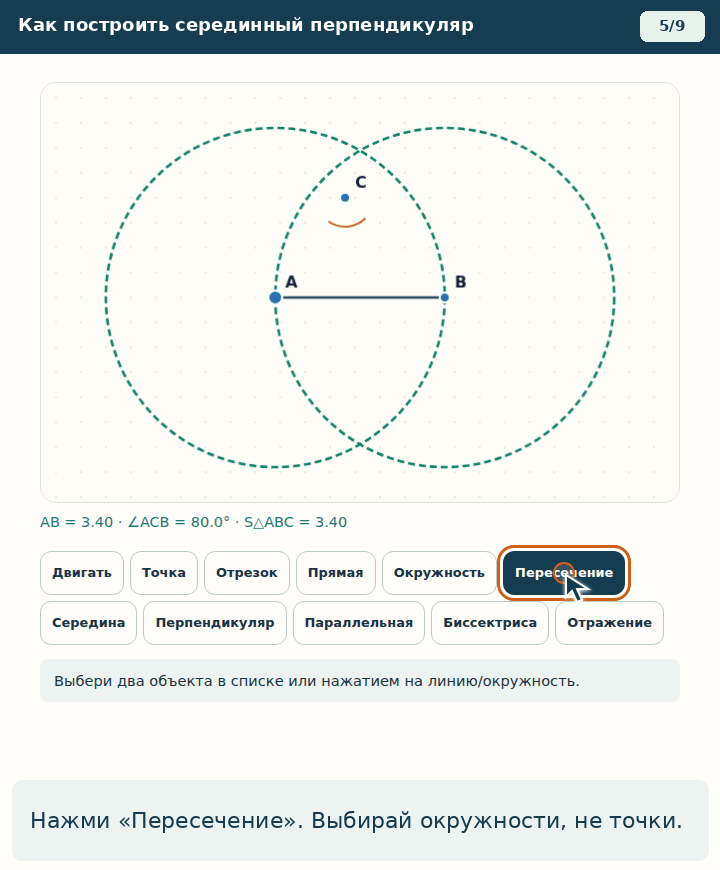 Как построить серединный перпендикуляр
5/9
C
A
B
AB = 3.40 · ∠ACB = 80.0° · S△ABC = 3.40
Двигать Точка Отрезок Прямая Окружность Пересечение
Середина Перпендикуляр Параллельная Биссектриса Отражение
Выбери два объекта в списке или нажатием на линию/окружность.
Нажми «Пересечение». Выбирай окружности, не точки.